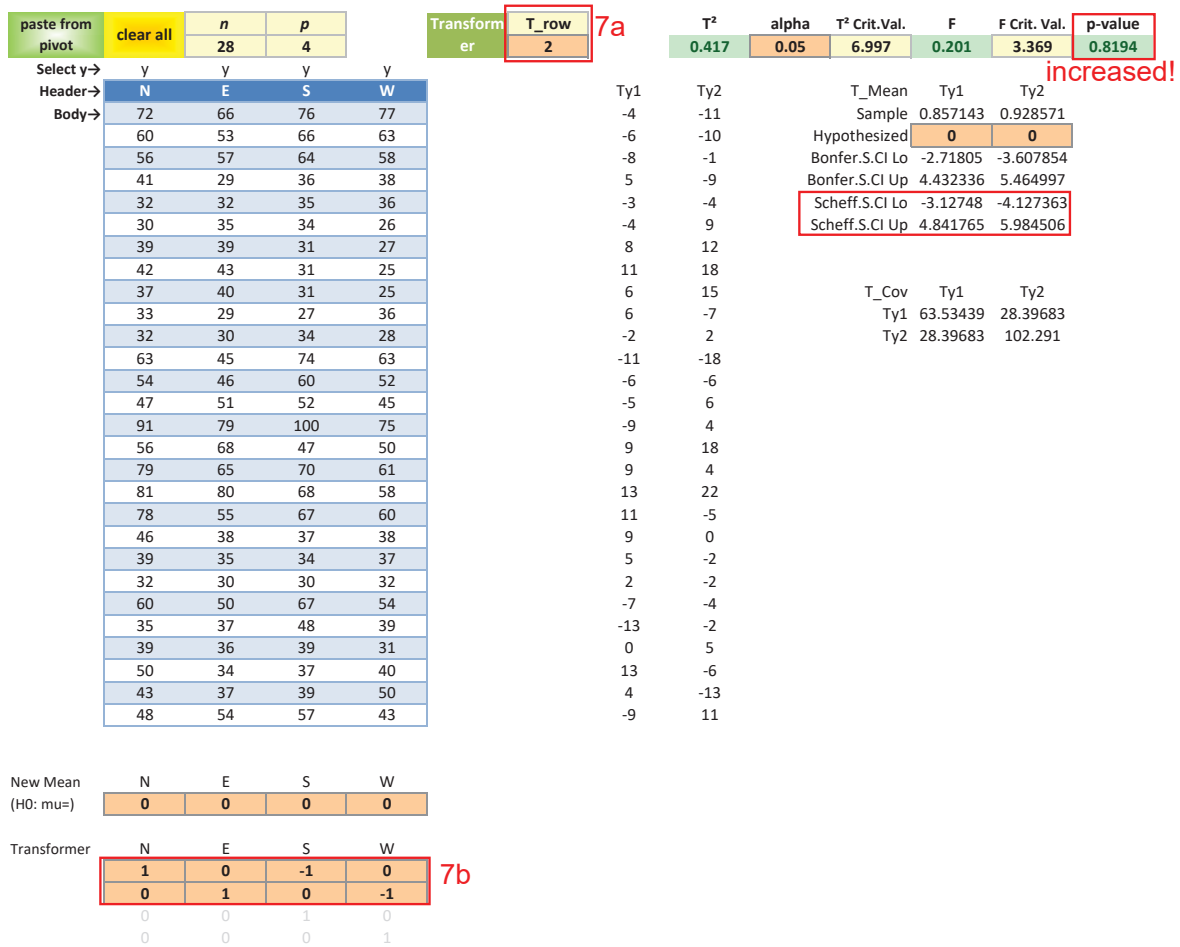 paste from pivot clear all n p Transform er T_row 7a T² alpha T² Crit.Val. F F Crit. Val. p-value
28 4 2 0.417 0.05 6.997 0.201 3.369 0.8194
Select y→ y y y y increased!
Header→ N E S W Ty1 Ty2 T_Mean Ty1 Ty2
Body→ 72 66 76 77 -4 -11 Sample 0.857143 0.928571
60 53 66 63 -6 -10 Hypothesized 0 0
56 57 64 58 -8 -1 Bonfer.S.CI Lo -2.71805 -3.607854
41 29 36 38 5 -9 Bonfer.S.CI Up 4.432336 5.464997
32 32 35 36 -3 -4 Scheff.S.CI Lo -3.12748 -4.127363
30 35 34 26 -4 9 Scheff.S.CI Up 4.841765 5.984506
39 39 31 27 8 12
42 43 31 25 11 18
37 40 31 25 6 15 T_Cov Ty1 Ty2
33 29 27 36 6 -7 Ty1 63.53439 28.39683
32 30 34 28 -2 2 Ty2 28.39683 102.291
63 45 74 63 -11 -18
54 46 60 52 -6 -6
47 51 52 45 -5 6
91 79 100 75 -9 4
56 68 47 50 9 18
79 65 70 61 9 4
81 80 68 58 13 22
78 55 67 60 11 -5
46 38 37 38 9 0
39 35 34 37 5 -2
32 30 30 32 2 -2
60 50 67 54 -7 -4
35 37 48 39 -13 -2
39 36 39 31 0 5
50 34 37 40 13 -6
43 37 39 50 4 -13
48 54 57 43 -9 11
New Mean N E S W
(H0: mu=) 0 0 0 0
Transformer N E S W
1 0 -1 0 7b
0 1 0 -1
0 0 1 0
0 0 0 1